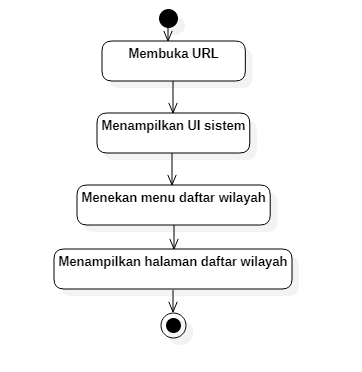 Membuka URL
Menampilkan UI sistem
Menekan menu daftar wilayah
Menampilkan halaman daftar wilayah